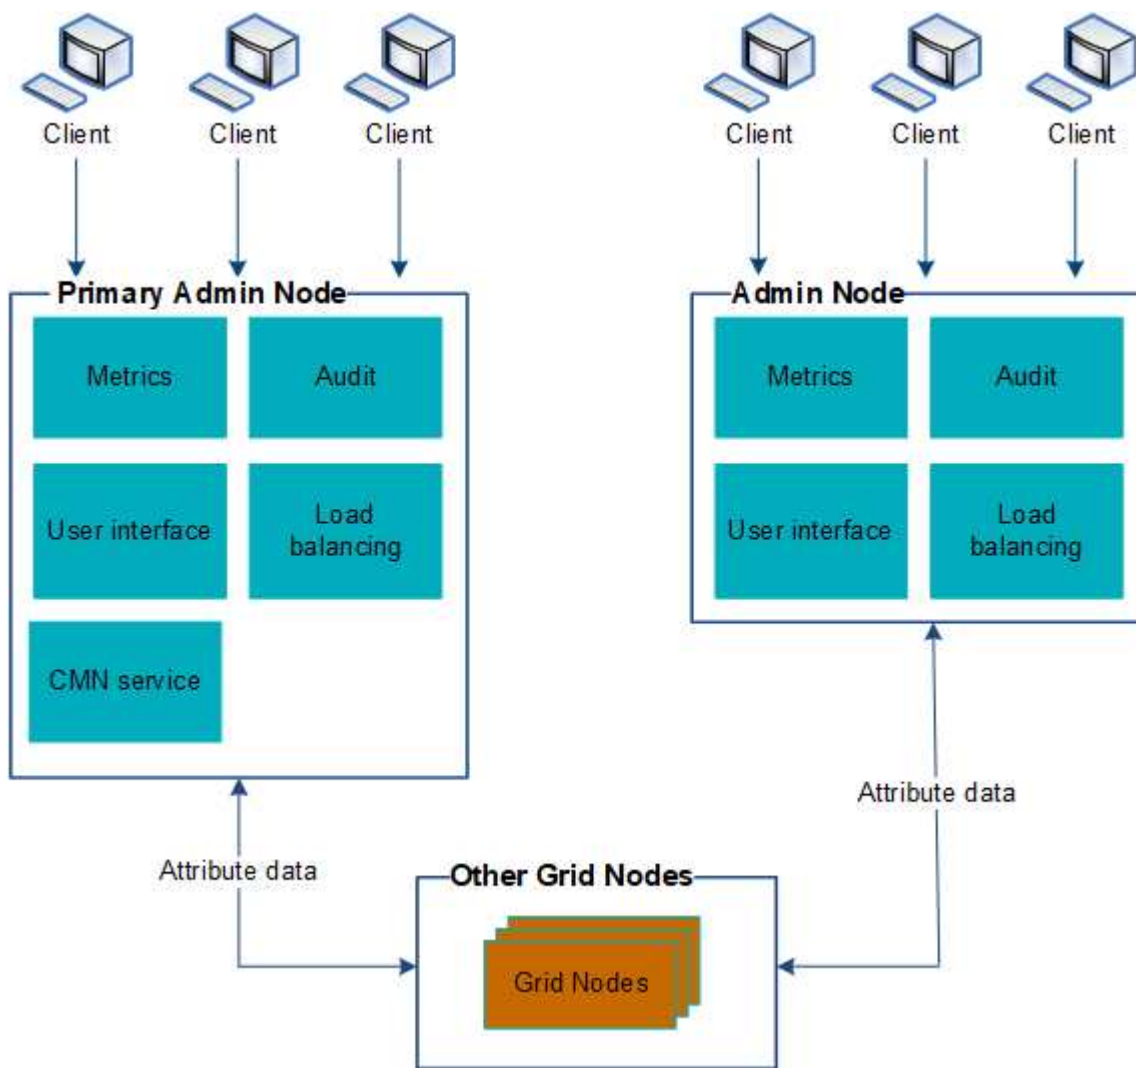 Client
Client
Client
Client
Client
Client
Primary Admin Node
Admin Node
Metrics
Audit
Metrics
Audit
User interface
Load
balancing
User interface
Load
balancing
CMN service
Attribute data
Attribute data
Other Grid Nodes
Grid Nodes